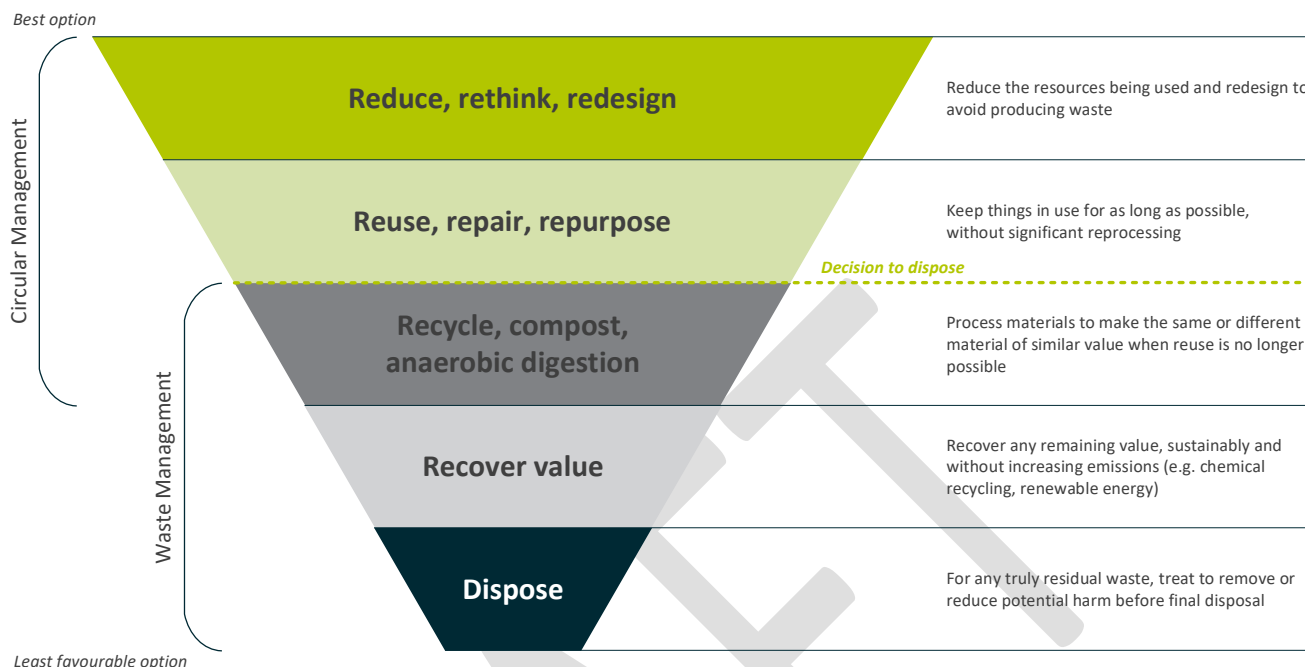 Best option
Circular Management
Waste Management
Reduce, rethink, redesign
Reduce the resources being used and redesign to
avoid producing waste
Reuse, repair, repurpose
Keep things in use for as long as possible,
without significant reprocessing
Decision to dispose
Recycle, compost,
anaerobic digestion
Process materials to make the same or different
material of similar value when reuse is no longer
possible
Recover value
Recover any remaining value, sustainably and
without increasing emissions (e.g. chemical
recycling, renewable energy)
Dispose
For any truly residual waste, treat to remove or
reduce potential harm before final disposal
Least favourable option